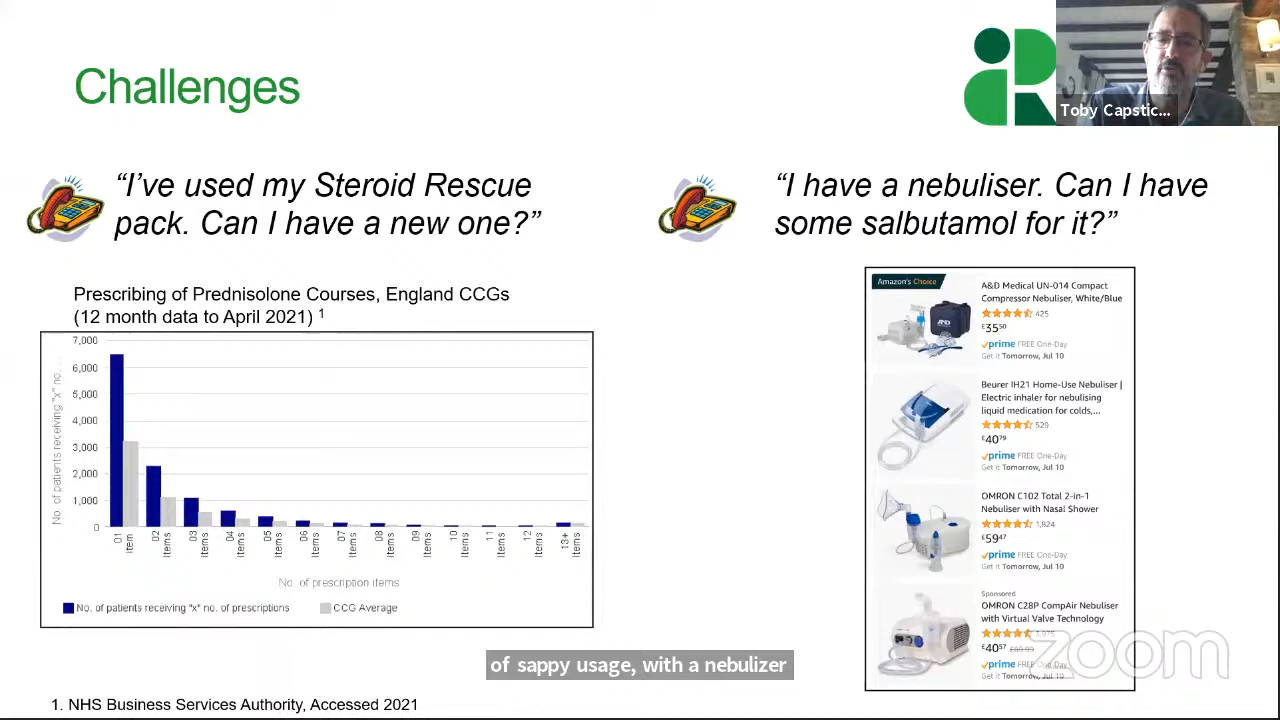 Challenges
Toby Capstic...
“I’ve used my Steroid Rescue
pack. Can I have a new one?”
“I have a nebuliser. Can I have
some salbutamol for it?”
Prescribing of Prednisolone Courses, England CCGs
(12 month data to April 2021) 1
No. of patients receiving "x" no. ...
7,000
6,000
5,000
4,000
3,000
2,000
1,000
0
01 item
02 items
03 items
04 items
05 items
06 items
07 items
08 items
09 items
10 items
11 items
12 items
13+ items
No. of prescription items
No. of patients receiving "x" no. of prescriptions
CCG Average
Amazon's Choice
A&D Medical UN-014 Compact
Compressor Nebuliser, White/Blue
425
£3550
prime FREE One-Day
Get it Tomorrow, Jul 10
Beurer IH21 Home-Use Nebuliser |
Electric inhaler for nebulising
liquid medication for colds,...
529
£4079
prime FREE One-Day
Get it Tomorrow, Jul 10
OMRON C102 Total 2-in-1
Nebuliser with Nasal Shower
1,824
£5947
prime FREE One-Day
Get it Tomorrow, Jul 10
Sponsored
OMRON C28P CompAir Nebuliser
with Virtual Valve Technology
£4057 £89.99
prime FREE One-Day
Get it Tomorrow, Jul 10
zoom
of sappy usage, with a nebulizer
1. NHS Business Services Authority, Accessed 2021